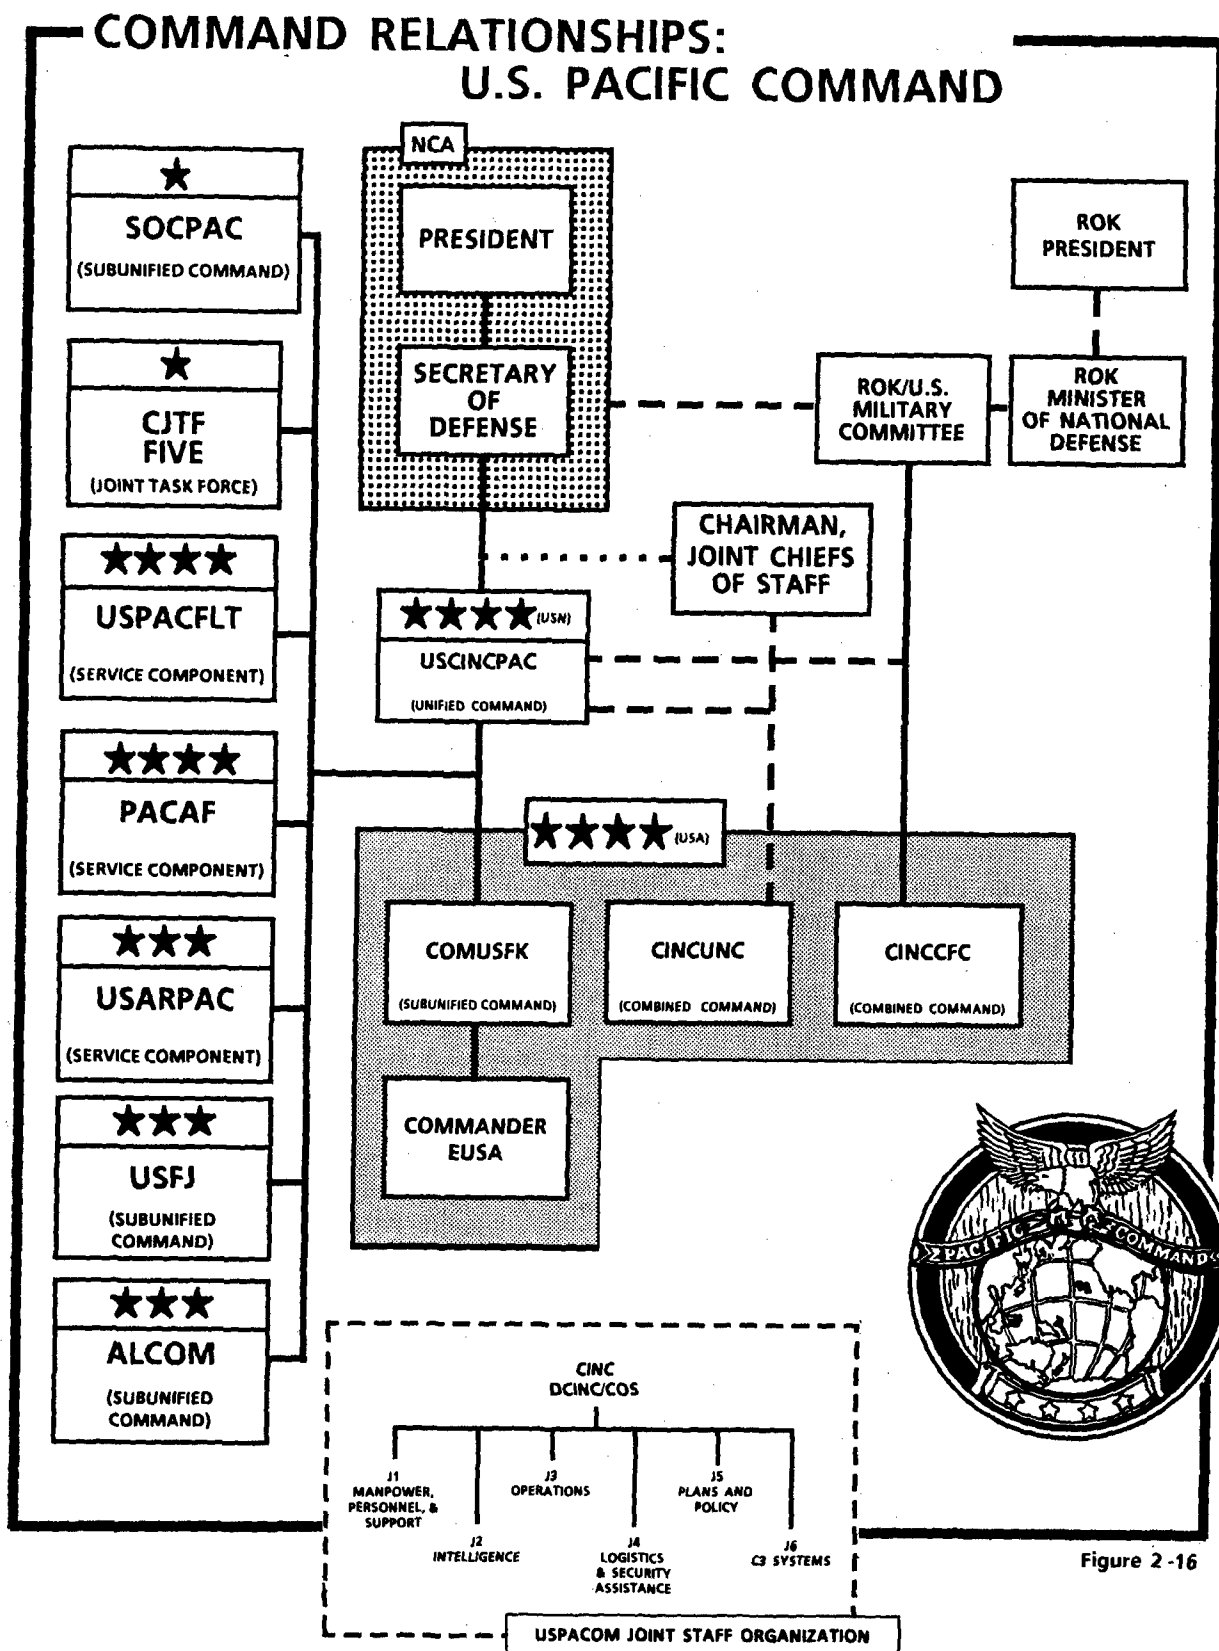 COMMAND RELATIONSHIPS:
U.S. PACIFIC COMMAND
SOCPAC
(SUBUNIFIED COMMAND)
CJTF
FIVE
(JOINT TASK FORCE)
USPACFLT
(SERVICE COMPONENT)
PACAF
(SERVICE COMPONENT)
USARPAC
(SERVICE COMPONENT)
USFJ
(SUBUNIFIED
COMMAND)
ALCOM
(SUBUNIFIED
COMMAND)
NCA
PRESIDENT
SECRETARY
OF
DEFENSE
ROK
PRESIDENT
ROK/U.S.
MILITARY
COMMITTEE
ROK
MINISTER
OF NATIONAL
DEFENSE
CHAIRMAN,
JOINT CHIEFS
OF STAFF
(USN)
USCINCPAC
(UNIFIED COMMAND)
(USA)
COMUSFK
(SUBUNIFIED COMMAND)
CINCUNC
(COMBINED COMMAND)
CINCCFC
(COMBINED COMMAND)
COMMANDER
EUSA
PACIFIC COMMAND
CINC
DCINC/COS
J1
MANPOWER,
PERSONNEL, &
SUPPORT
J2
INTELLIGENCE
J3
OPERATIONS
J4
LOGISTICS
& SECURITY
ASSISTANCE
J5
PLANS AND
POLICY
J6
C3 SYSTEMS
USPACOM JOINT STAFF ORGANIZATION
Figure 2-16